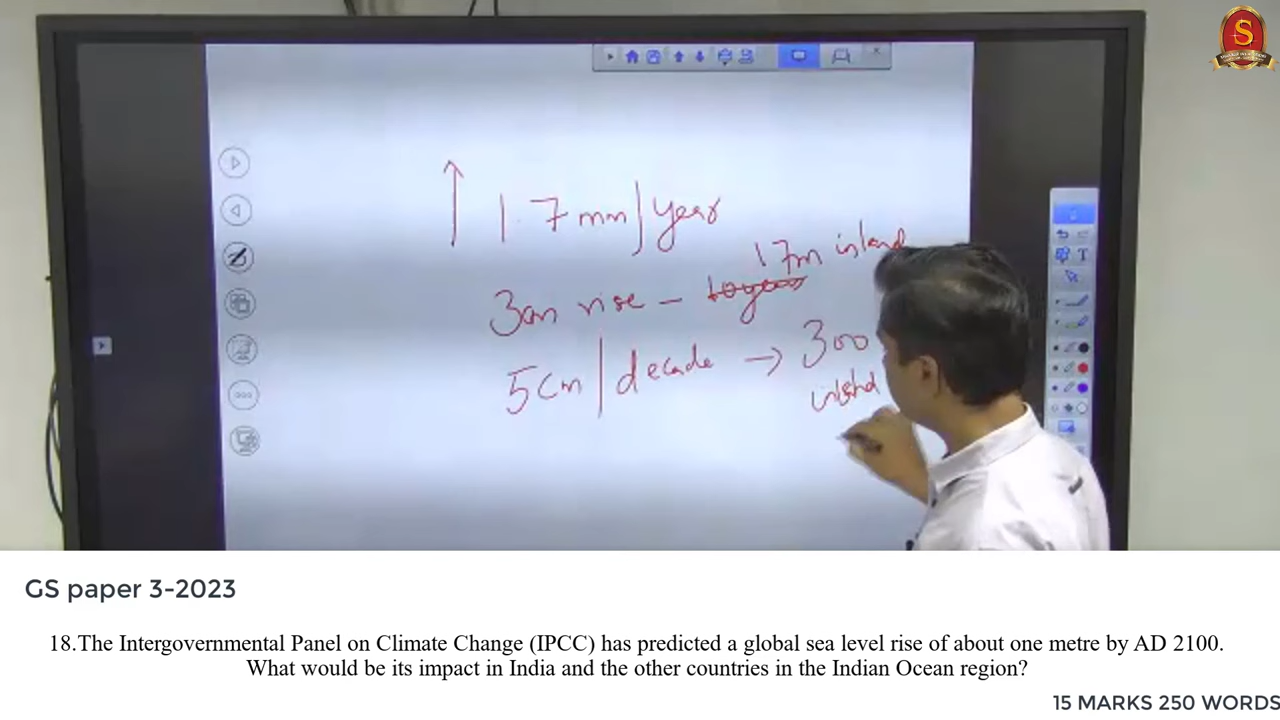 S
1.7 mm/year
17m inland
3cm rise –
5cm/decade → 300
inland
GS paper 3-2023
18.The Intergovernmental Panel on Climate Change (IPCC) has predicted a global sea level rise of about one metre by AD 2100.
What would be its impact in India and the other countries in the Indian Ocean region?
15 MARKS 250 WORDS